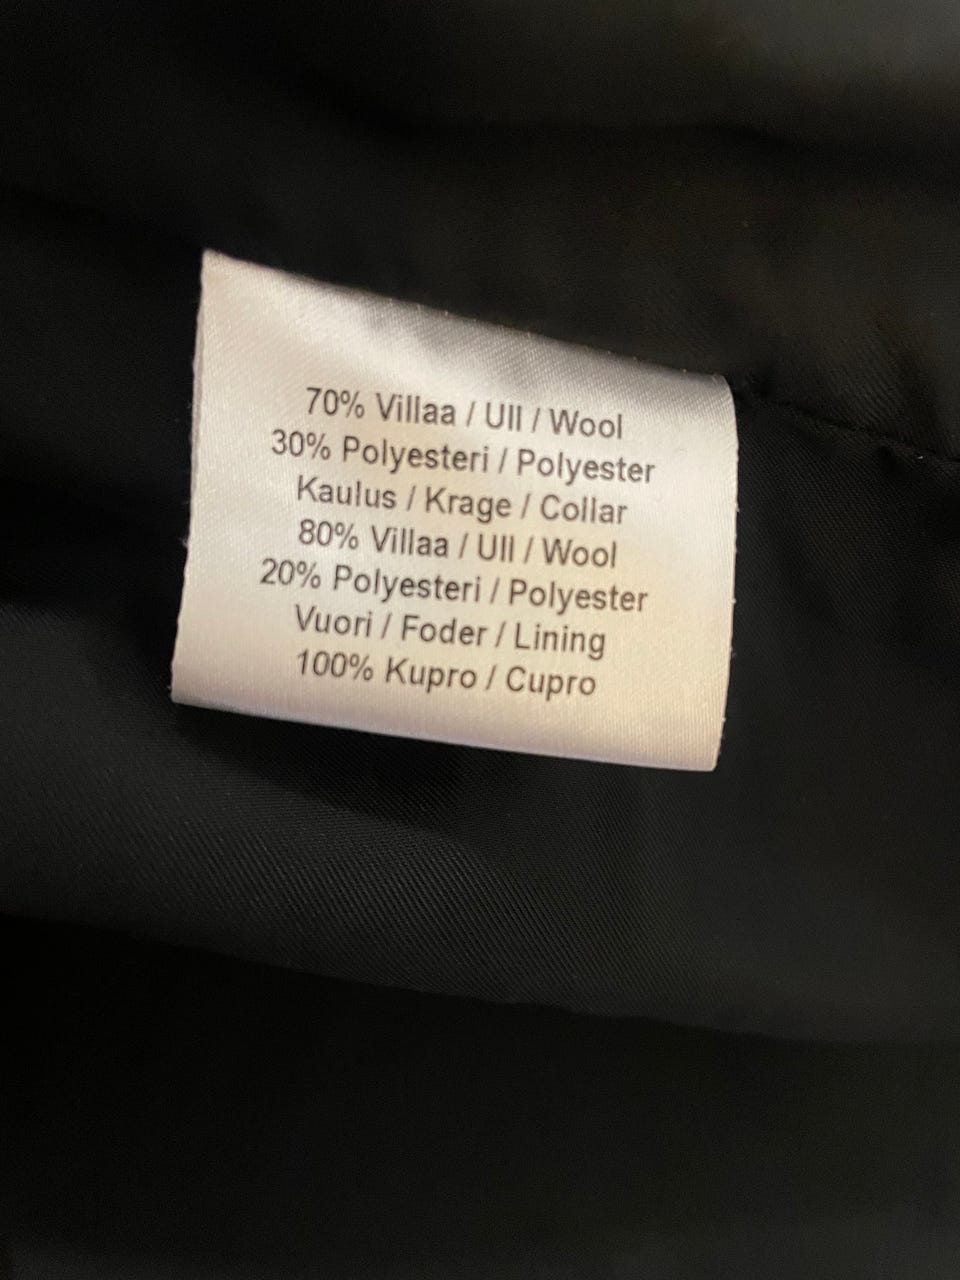 70% Villaa / Ull / Wool
30% Polyesteri / Polyester
Kaulus / Krage / Collar
80% Villaa / Ull / Wool
20% Polyesteri / Polyester
Vuori / Foder / Lining
100% Kupro / Cupro